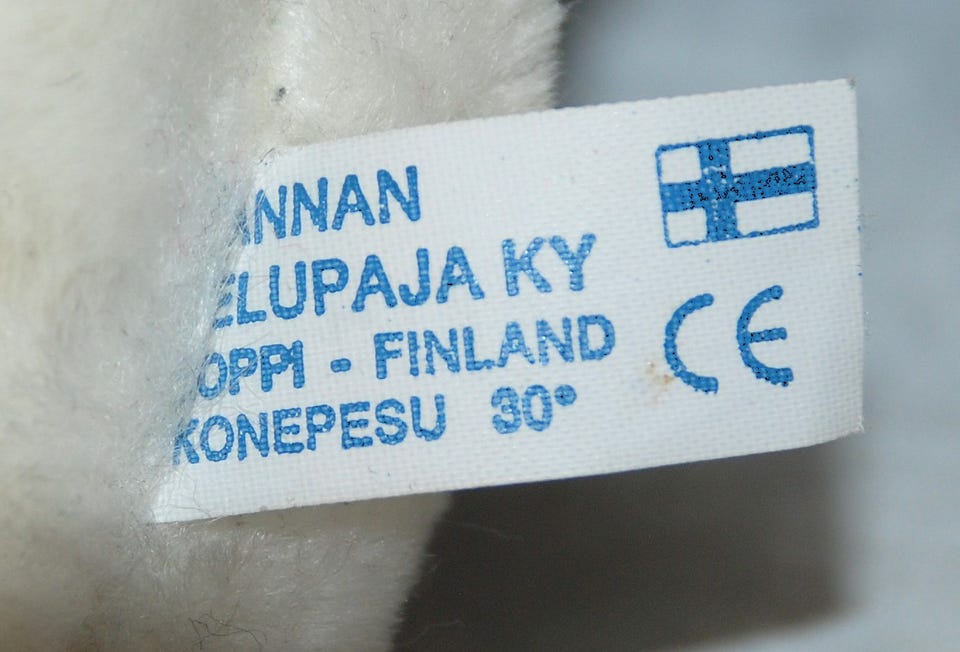 ANNAN
ELUPAJA KY
OPPI - FINLAND
KONEPESU 30°
CE